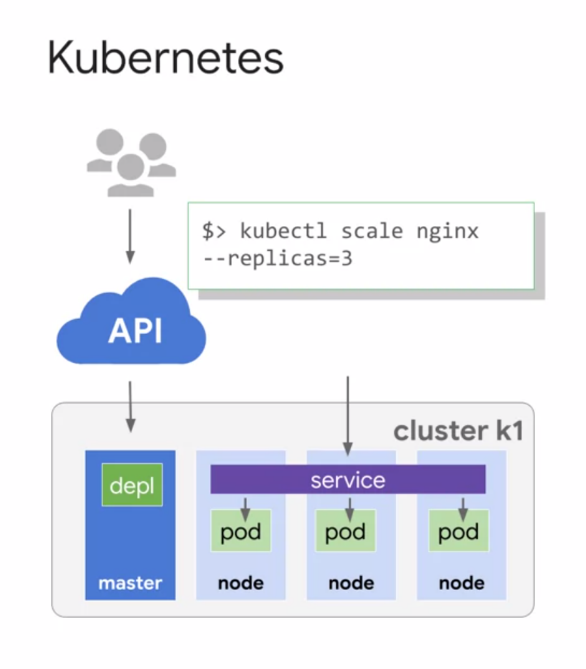 Kubernetes
$> kubectl scale nginx
--replicas=3
API
cluster k1
depl
service
pod
pod
pod
master
node
node
node